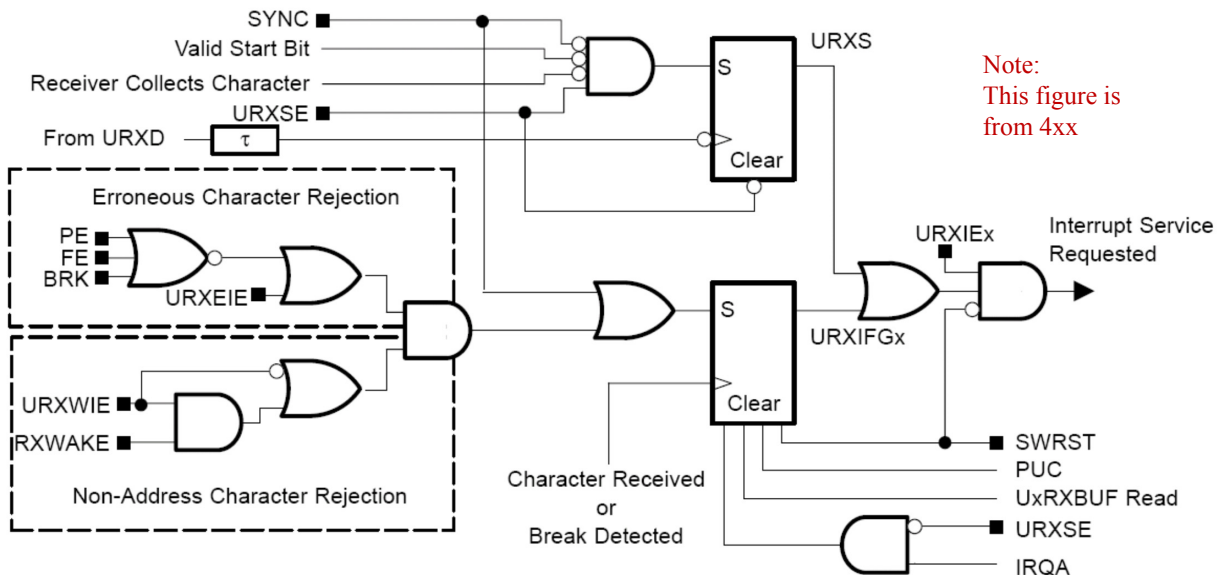 SYNC
Valid Start Bit
Receiver Collects Character
URXSE
From URXD
τ
S
Clear
URXS
Note:
This figure is
from 4xx
Erroneous Character Rejection
PE
FE
BRK
URXEIE
URXWIE
RXWAKE
Non-Address Character Rejection
S
Clear
URXIFGx
URXIEx
Interrupt Service
Requested
Character Received
or
Break Detected
SWRST
PUC
UxRXBUF Read
URXSE
IRQA